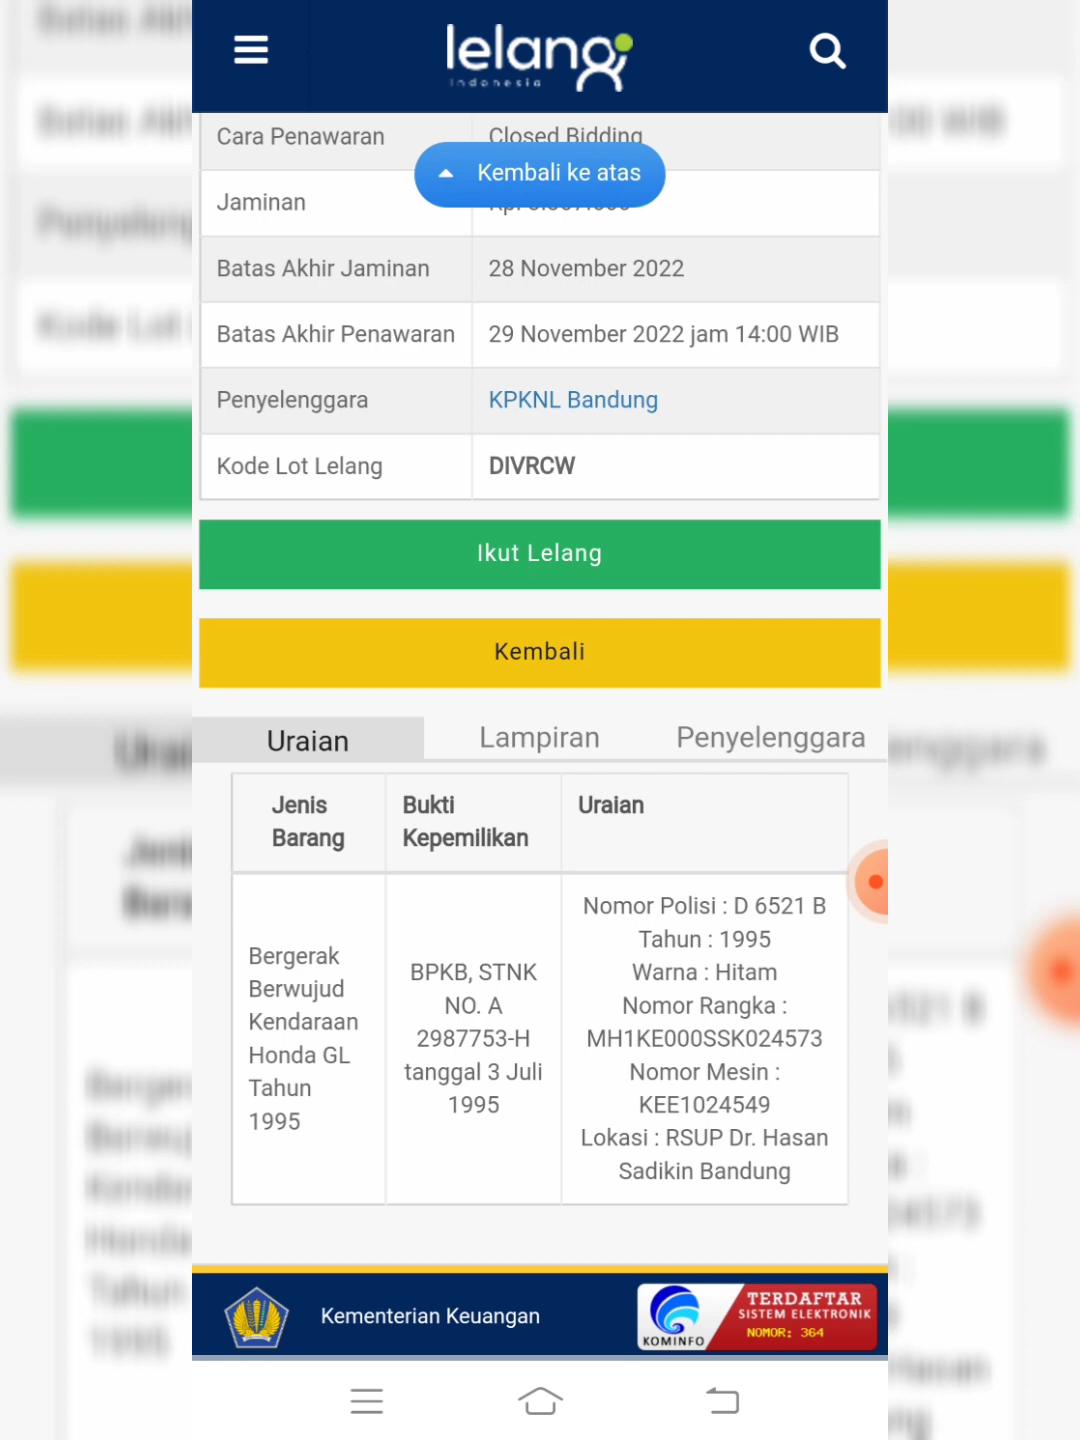 lelang
Indonesia
Cara Penawaran Closed Bidding
Kembali ke atas
Jaminan
Batas Akhir Jaminan 28 November 2022
Batas Akhir Penawaran 29 November 2022 jam 14:00 WIB
Penyelenggara KPKNL Bandung
Kode Lot Lelang DIVRCW
Ikut Lelang
Kembali
Uraian Lampiran Penyelenggara
Jenis
Barang
Bukti
Kepemilikan
Uraian
Bergerak
Berwujud
Kendaraan
Honda GL
Tahun
1995
BPKB, STNK
NO. A
2987753-H
tanggal 3 Juli
1995
Nomor Polisi : D 6521 B
Tahun : 1995
Warna : Hitam
Nomor Rangka :
MH1KE000SSK024573
Nomor Mesin :
KEE1024549
Lokasi : RSUP Dr. Hasan
Sadikin Bandung
Kementerian Keuangan
KOMINFO
TERDAFTAR
SISTEM ELEKTRONIK
NOMOR: 364